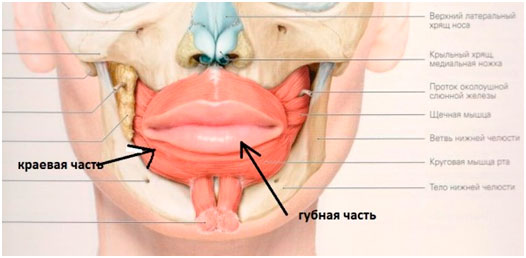 Верхний латеральный
хрящ носа
Крыльный хрящ,
медиальная ножка
Проток околоушной
слюнной железы
Щечная мышца
Ветвь нижней челюсти
краевая часть
Круговая мышца рта
Тело нижней челюсти
губная часть